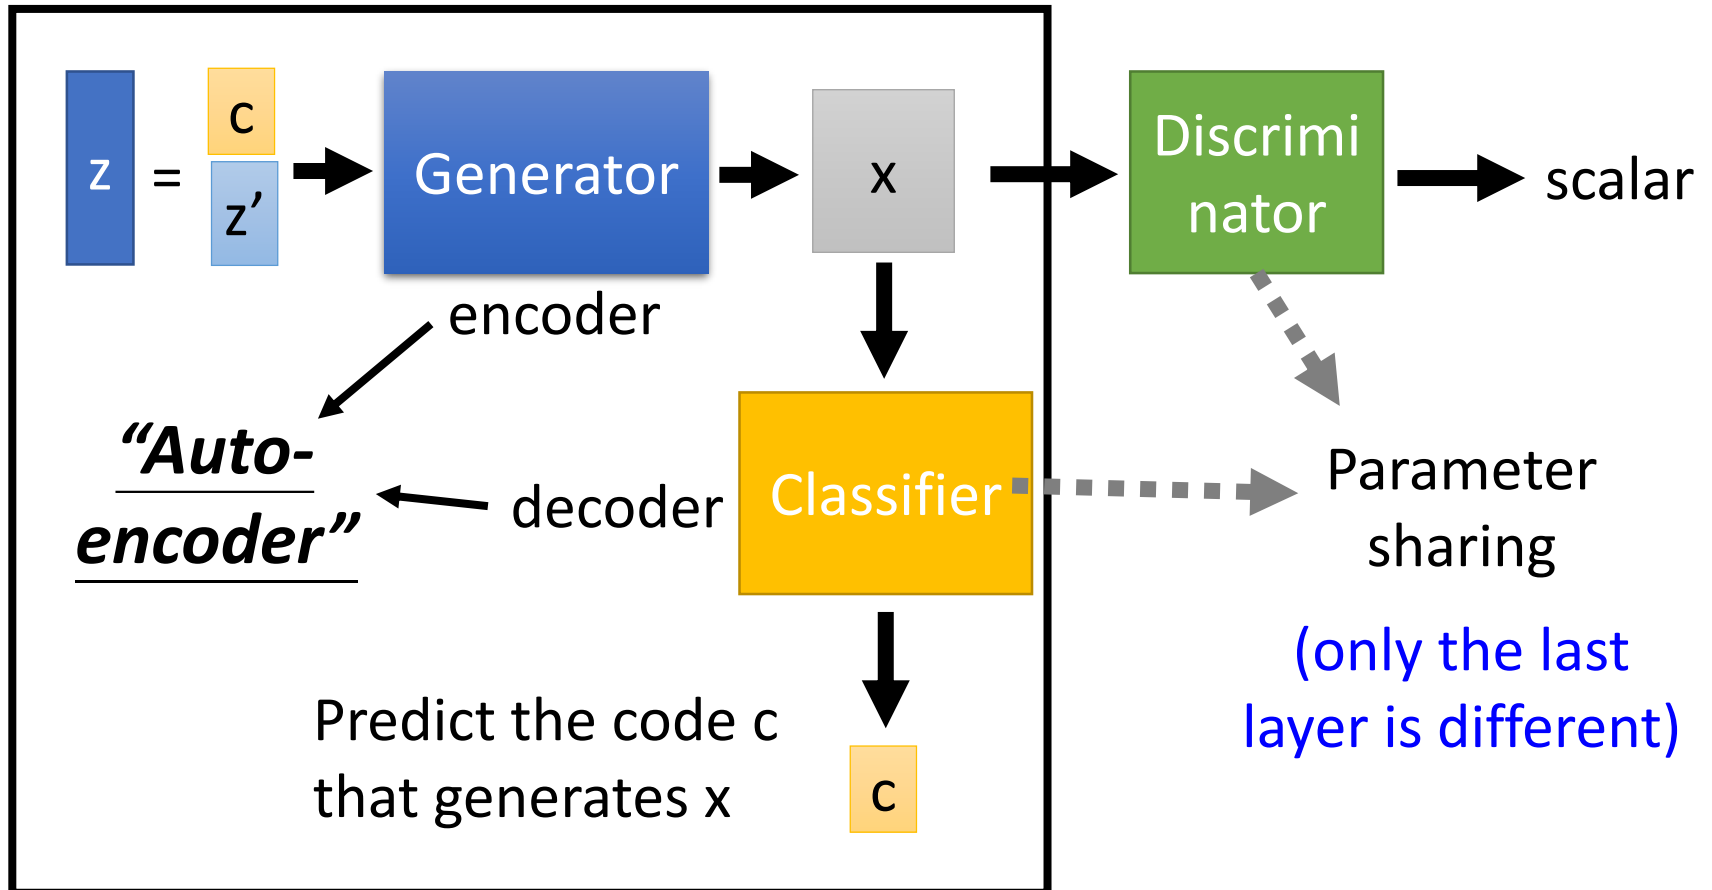 z
=
c
z’
Generator
x
Discrimi
nator
scalar
encoder
“Auto-
encoder”
decoder
Classifier
Parameter
sharing
(only the last
layer is different)
Predict the code c
that generates x
c